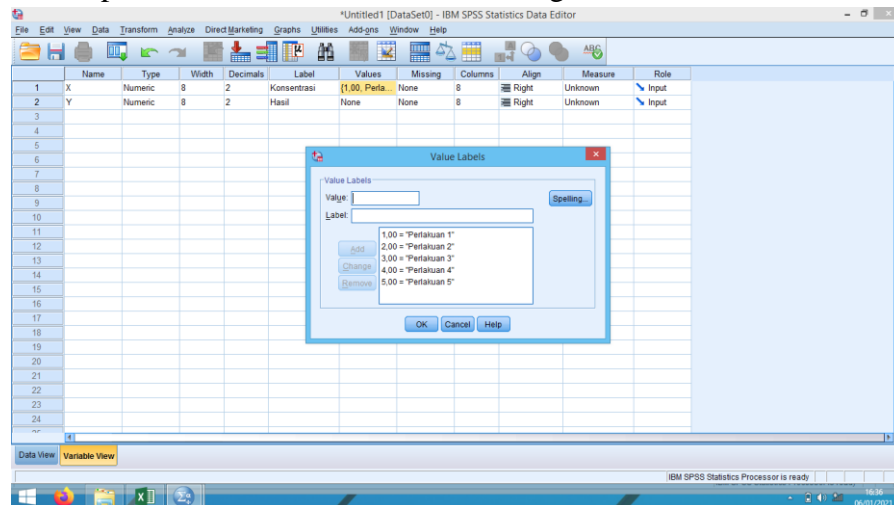 *Untitled1 [DataSet0] - IBM SPSS Statistics Data Editor
File Edit View Data Transform Analyze Direct Marketing Graphs Utilities Add-ons Window Help
Name Type Width Decimals Label Values Missing Columns Align Measure Role
1 X Numeric 8 2 Konsentrasi {1,00, Perla... None 8 Right Unknown Input
2 Y Numeric 8 2 Hasil None None 8 Right Unknown Input
3
4
5
6
7
8
9
10
11
12
13
14
15
16
17
18
19
20
21
22
23
24
Value Labels
Value Labels
Value:
Spelling...
Label:
1,00 = "Perlakuan 1"
Add 2,00 = "Perlakuan 2"
3,00 = "Perlakuan 3"
Change 4,00 = "Perlakuan 4"
Remove 5,00 = "Perlakuan 5"
OK Cancel Help
Data View Variable View
IBM SPSS Statistics Processor is ready
16:36
06/01/2021